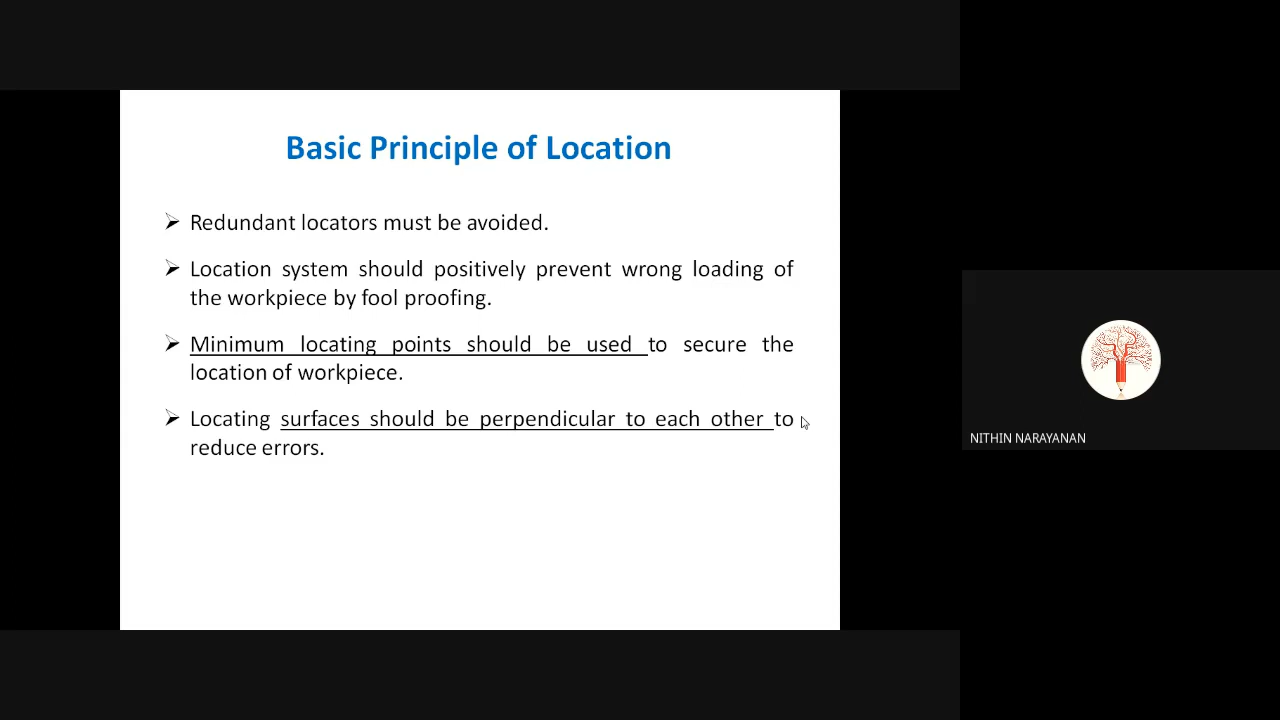 Basic Principle of Location
➢ Redundant locators must be avoided.
➢ Location system should positively prevent wrong loading of
the workpiece by fool proofing.
➢ Minimum locating points should be used to secure the
location of workpiece.
➢ Locating surfaces should be perpendicular to each other to
reduce errors.
NITHIN NARAYANAN